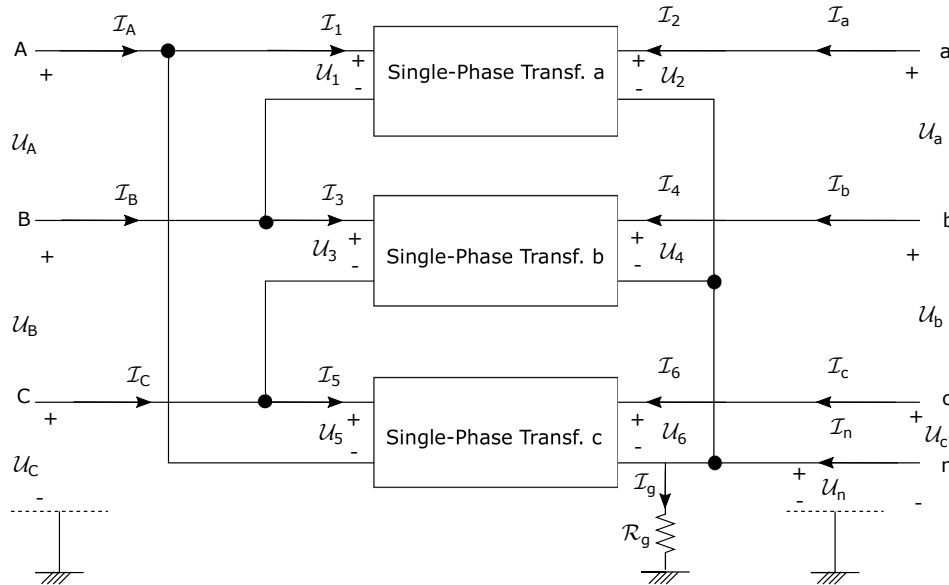 I_A I_1 I_2 I_a
A + U_1 + - Single-Phase Transf. a + - U_2 + a
U_A U_a
I_B I_3 I_4 I_b
B + U_3 + - Single-Phase Transf. b + - U_4 + b
U_B U_b
I_C I_5 I_6 I_c
C + U_5 + - Single-Phase Transf. c + - U_6 + c
I_n U_c
U_C - I_g + - U_n - n
R_g